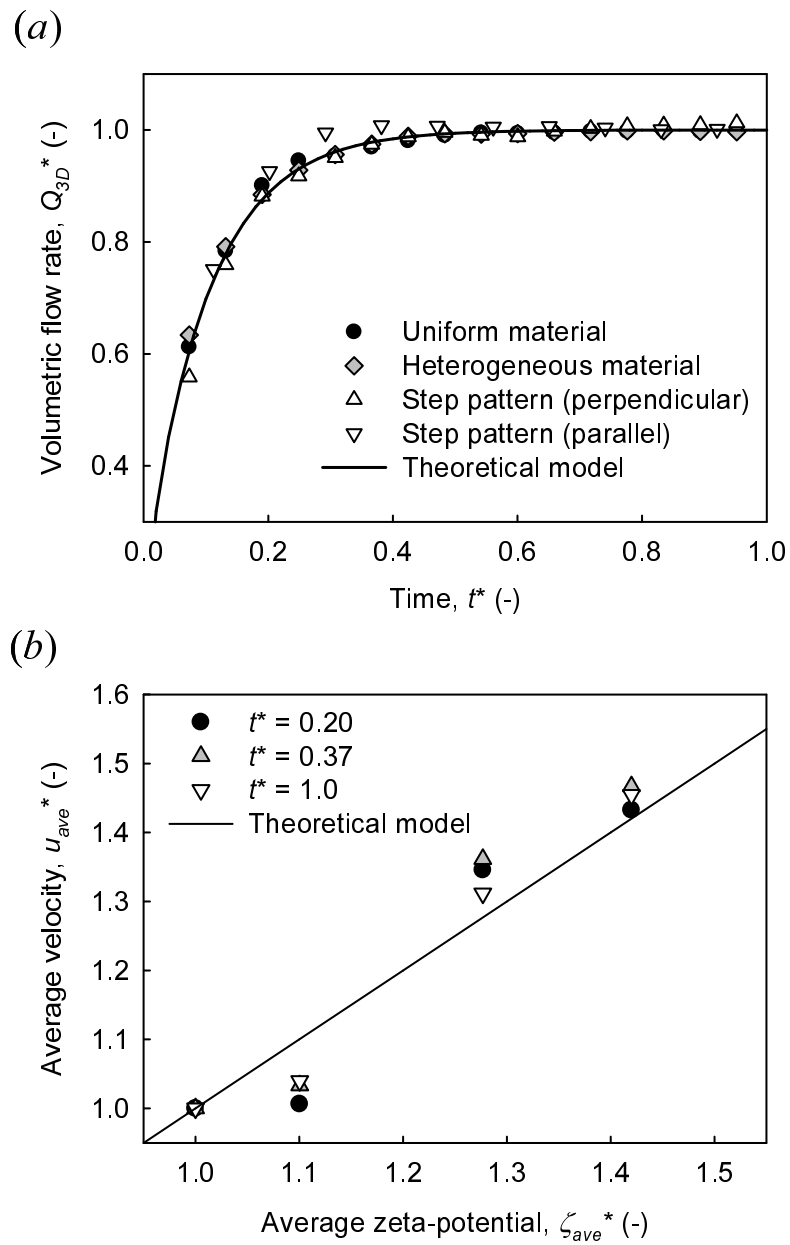 (a)
Volumetric flow rate, Q3D* (-)
1.0
0.8
0.6
0.4
Uniform material
Heterogeneous material
Step pattern (perpendicular)
Step pattern (parallel)
Theoretical model
0.0 0.2 0.4 0.6 0.8 1.0
Time, t* (-)
(b)
Average velocity, uave* (-)
1.6
1.5
1.4
1.3
1.2
1.1
1.0
t* = 0.20
t* = 0.37
t* = 1.0
Theoretical model
1.0 1.1 1.2 1.3 1.4 1.5
Average zeta-potential, ζave* (-)